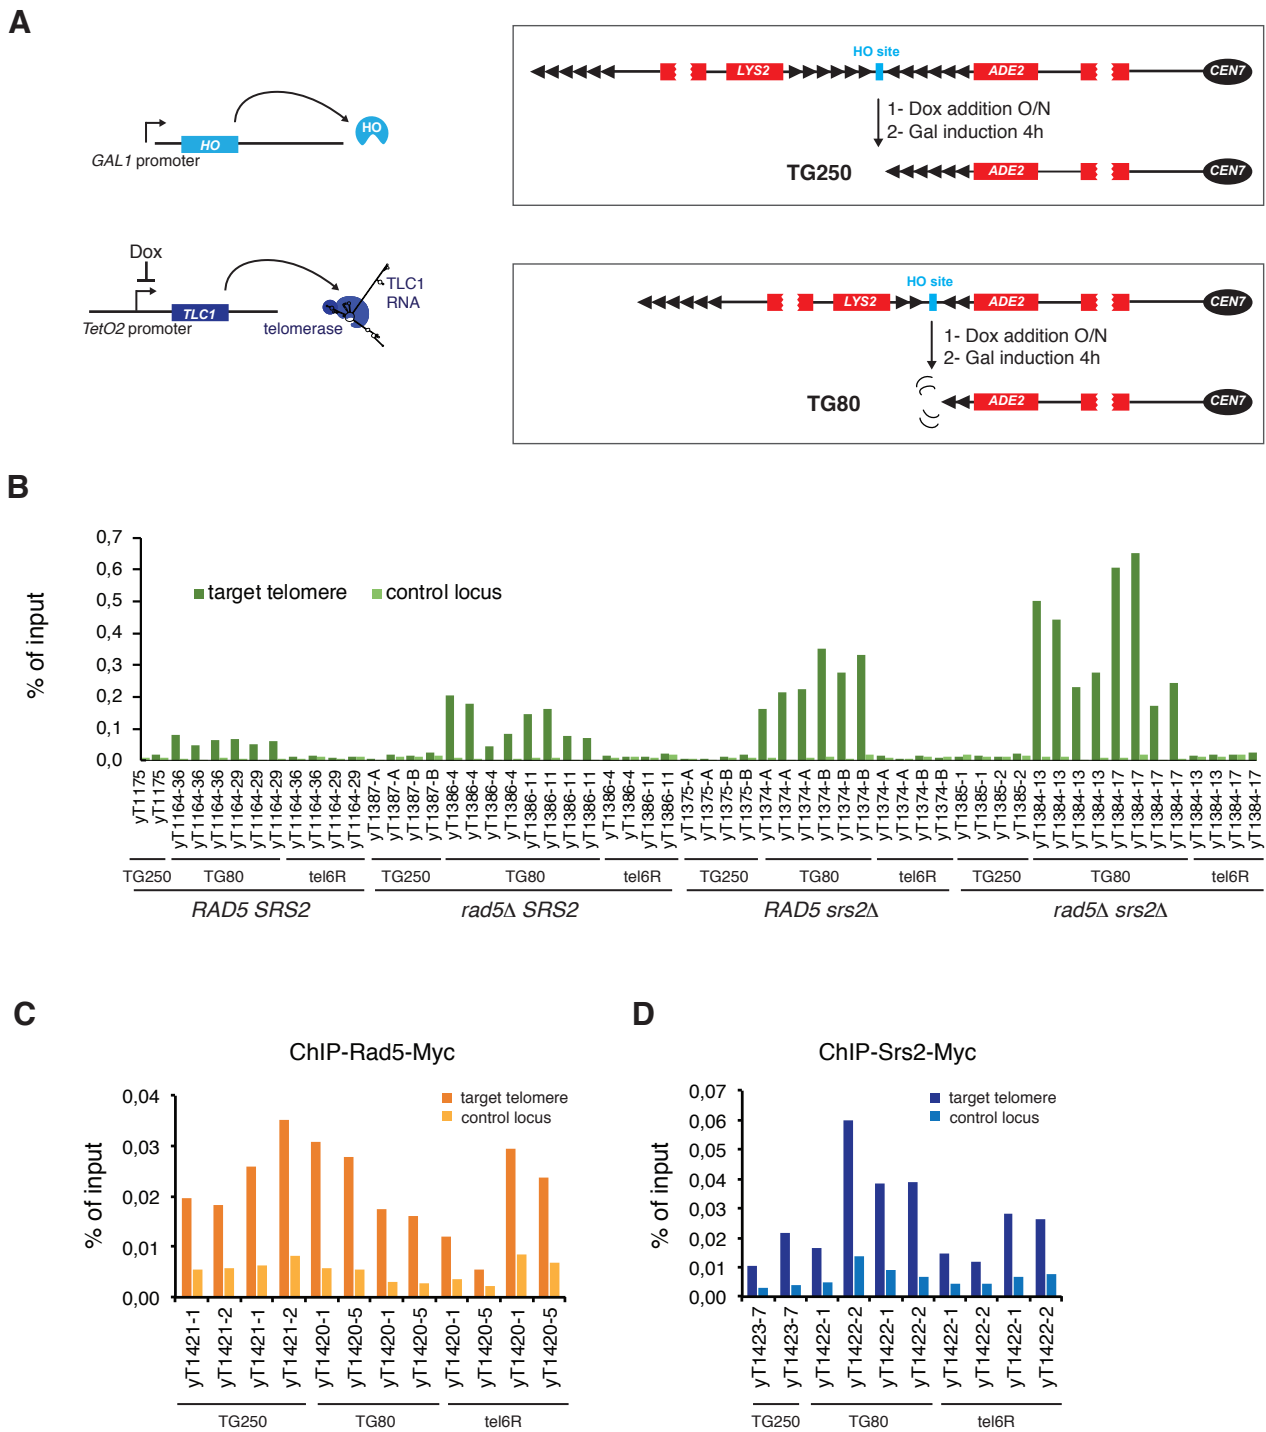 A
HO site
LYS2
ADE2
CEN7
1- Dox addition O/N
2- Gal induction 4h
TG250
ADE2
CEN7
HO
HO
GAL1 promoter
Dox
TLC1
RNA
TLC1
TetO2 promoter
telomerase
HO site
LYS2
ADE2
CEN7
1- Dox addition O/N
2- Gal induction 4h
TG80
ADE2
CEN7
B
% of input
0,7
0,6
0,5
0,4
0,3
0,2
0,1
0,0
target telomere
control locus
yT1175
yT1175
yT1164-36
yT1164-36
yT1164-36
yT1164-29
yT1164-29
yT1164-29
yT1164-36
yT1164-36
yT1164-29
yT1164-29
yT1387-A
yT1387-A
yT1387-B
yT1387-B
yT1386-4
yT1386-4
yT1386-4
yT1386-4
yT1386-11
yT1386-11
yT1386-11
yT1386-11
yT1386-4
yT1386-4
yT1386-11
yT1386-11
yT1375-A
yT1375-A
yT1375-B
yT1375-B
yT1374-A
yT1374-A
yT1374-A
yT1374-B
yT1374-B
yT1374-B
yT1374-A
yT1374-A
yT1374-B
yT1374-B
yT1385-1
yT1385-1
yT1385-2
yT1385-2
yT1384-13
yT1384-13
yT1384-13
yT1384-13
yT1384-17
yT1384-17
yT1384-17
yT1384-17
yT1384-13
yT1384-13
yT1384-17
yT1384-17
TG250 TG80 tel6R TG250 TG80 tel6R TG250 TG80 tel6R TG250 TG80 tel6R
RAD5 SRS2 rad5Δ SRS2 RAD5 srs2Δ rad5Δ srs2Δ
C
ChIP-Rad5-Myc
% of input
0,04
0,03
0,02
0,01
0,00
target telomere
control locus
yT1421-1
yT1421-2
yT1421-1
yT1421-2
yT1420-1
yT1420-5
yT1420-1
yT1420-5
yT1420-1
yT1420-5
yT1420-1
yT1420-5
TG250 TG80 tel6R
D
ChIP-Srs2-Myc
% of input
0,07
0,06
0,05
0,04
0,03
0,02
0,01
0,00
target telomere
control locus
yT1423-7
yT1423-7
yT1422-1
yT1422-2
yT1422-1
yT1422-2
yT1422-1
yT1422-2
yT1422-1
yT1422-2
TG250 TG80 tel6R